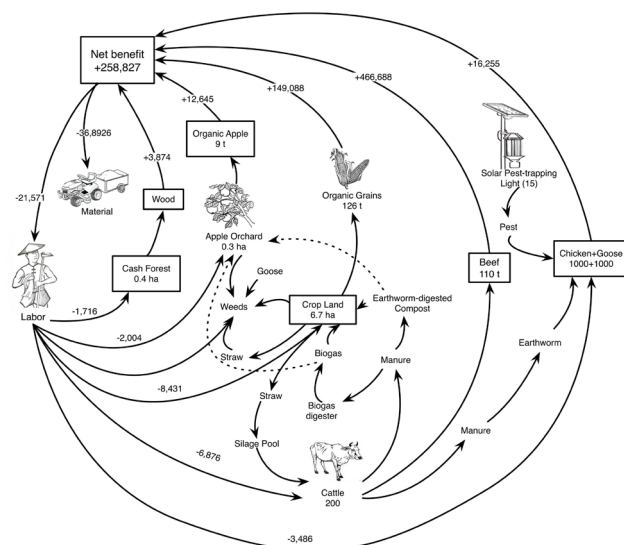 Net benefit
+258,827
+16,255
+466,688
+149,088
+12,645
-36,8926
+3,874
-21,571
Organic Apple
9 t
Material
Wood
Organic Grains
126 t
Solar Pest-trapping
Light (15)
Pest
Apple Orchard
0.3 ha
Cash Forest
0.4 ha
Goose
Beef
110 t
Chicken+Goose
1000+1000
Labor
-1,716
Weeds
Crop Land
6.7 ha
Earthworm-digested
Compost
-2,004
Straw
Biogas
Manure
Earthworm
-8,431
Straw
Biogas
digester
Silage Pool
Manure
-6,876
Cattle
200
-3,486